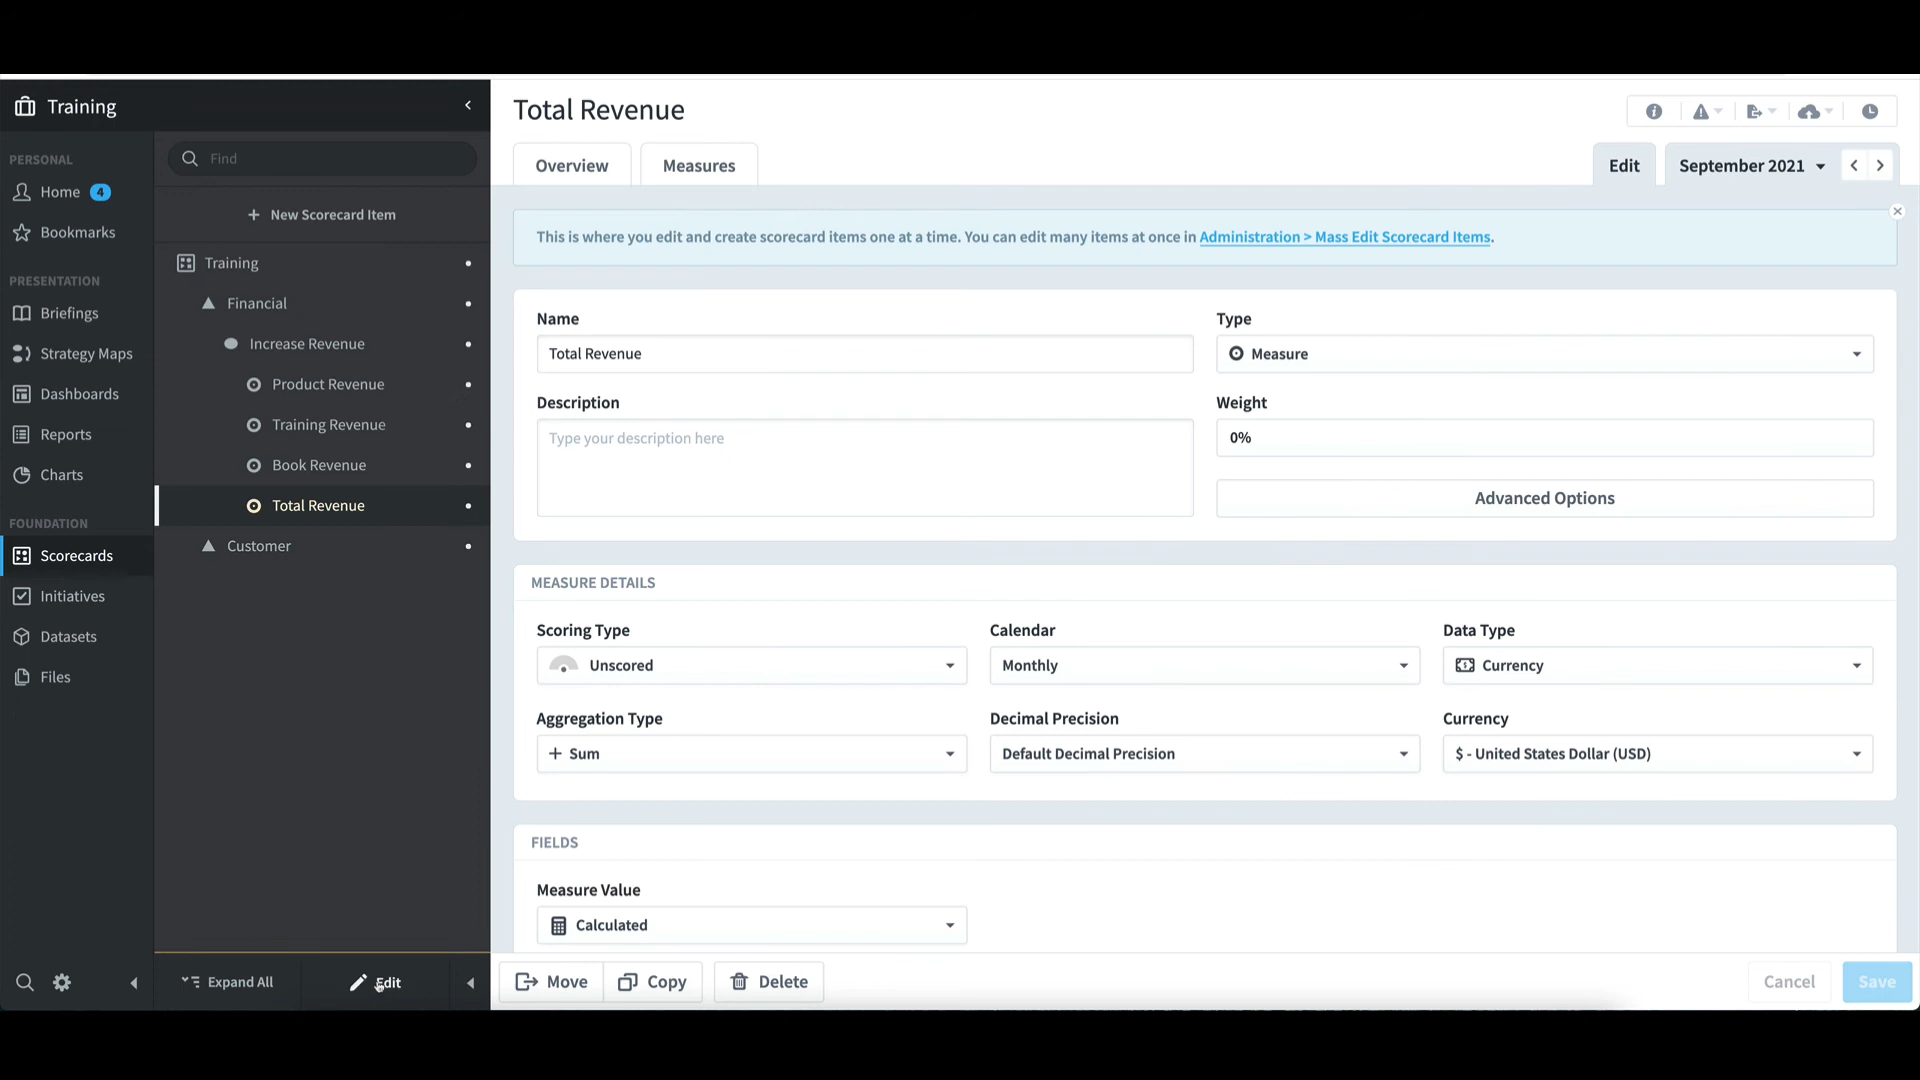 Training
PERSONAL
Home 4
Bookmarks
PRESENTATION
Briefings
Strategy Maps
Dashboards
Reports
Charts
FOUNDATION
Scorecards
Initiatives
Datasets
Files
Find
+ New Scorecard Item
Training
Financial
Increase Revenue
Product Revenue
Training Revenue
Book Revenue
Total Revenue
Customer
Expand All
Edit
Total Revenue
Overview
Measures
Edit
September 2021
This is where you edit and create scorecard items one at a time. You can edit many items at once in Administration > Mass Edit Scorecard Items.
Name
Total Revenue
Type
Measure
Description
Type your description here
Weight
0%
Advanced Options
MEASURE DETAILS
Scoring Type
Unscored
Calendar
Monthly
Data Type
Currency
Aggregation Type
+ Sum
Decimal Precision
Default Decimal Precision
Currency
$ - United States Dollar (USD)
FIELDS
Measure Value
Calculated
Move
Copy
Delete
Cancel
Save